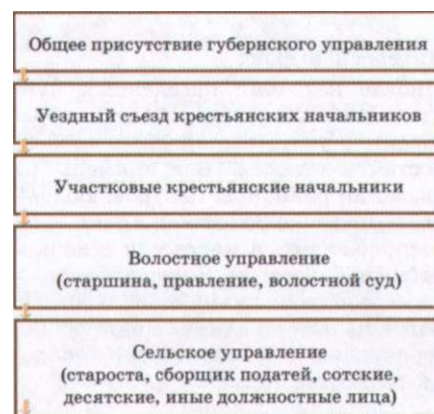 Общее присутствие губернского управления
Уездный съезд крестьянских начальников
Участковые крестьянские начальники
Волостное управление
(старшина, правление, волостной суд)
Сельское управление
(староста, сборщик податей, сотские,
десятские, иные должностные лица)